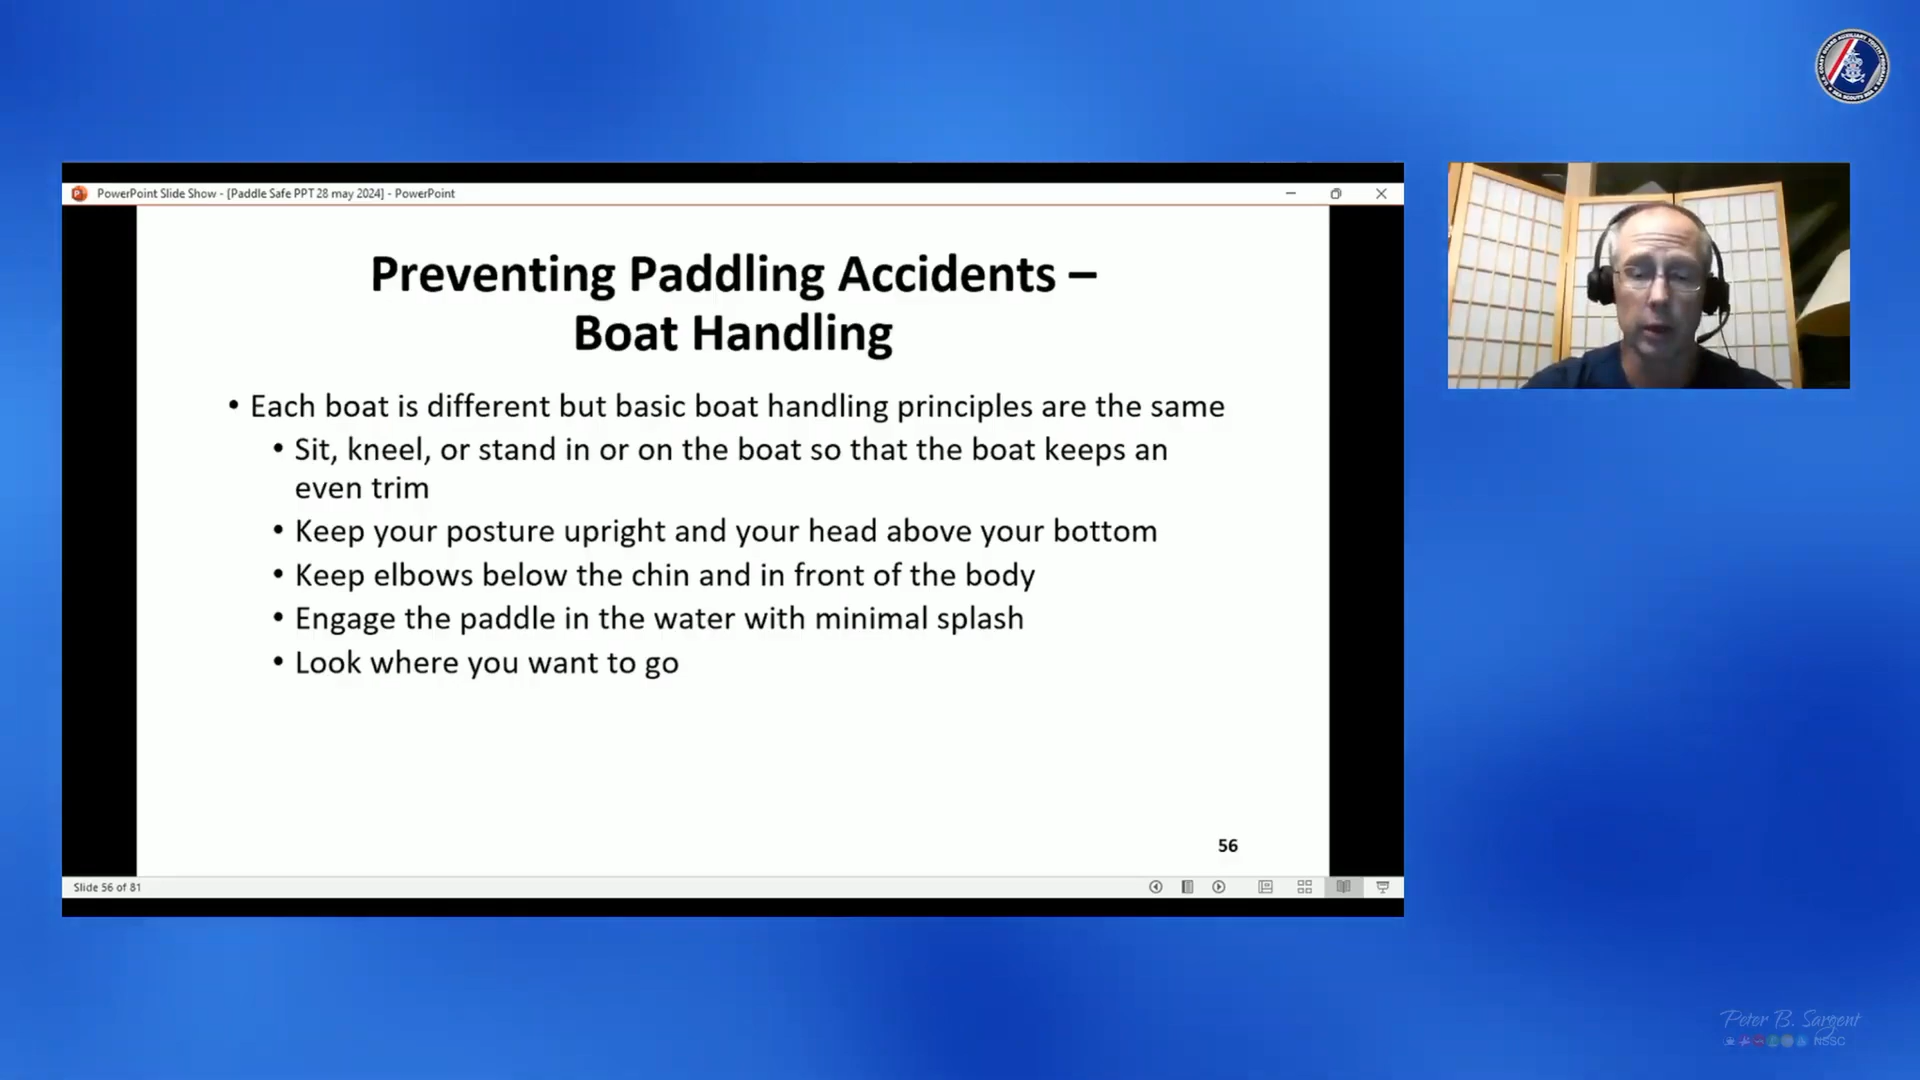 PowerPoint Slide Show - [Paddle Safe PPT 28 may 2024] - PowerPoint
Preventing Paddling Accidents –
Boat Handling
• Each boat is different but basic boat handling principles are the same
• Sit, kneel, or stand in or on the boat so that the boat keeps an
even trim
• Keep your posture upright and your head above your bottom
• Keep elbows below the chin and in front of the body
• Engage the paddle in the water with minimal splash
• Look where you want to go
56
Slide 56 of 81
Peter B. Sargent
NSSC